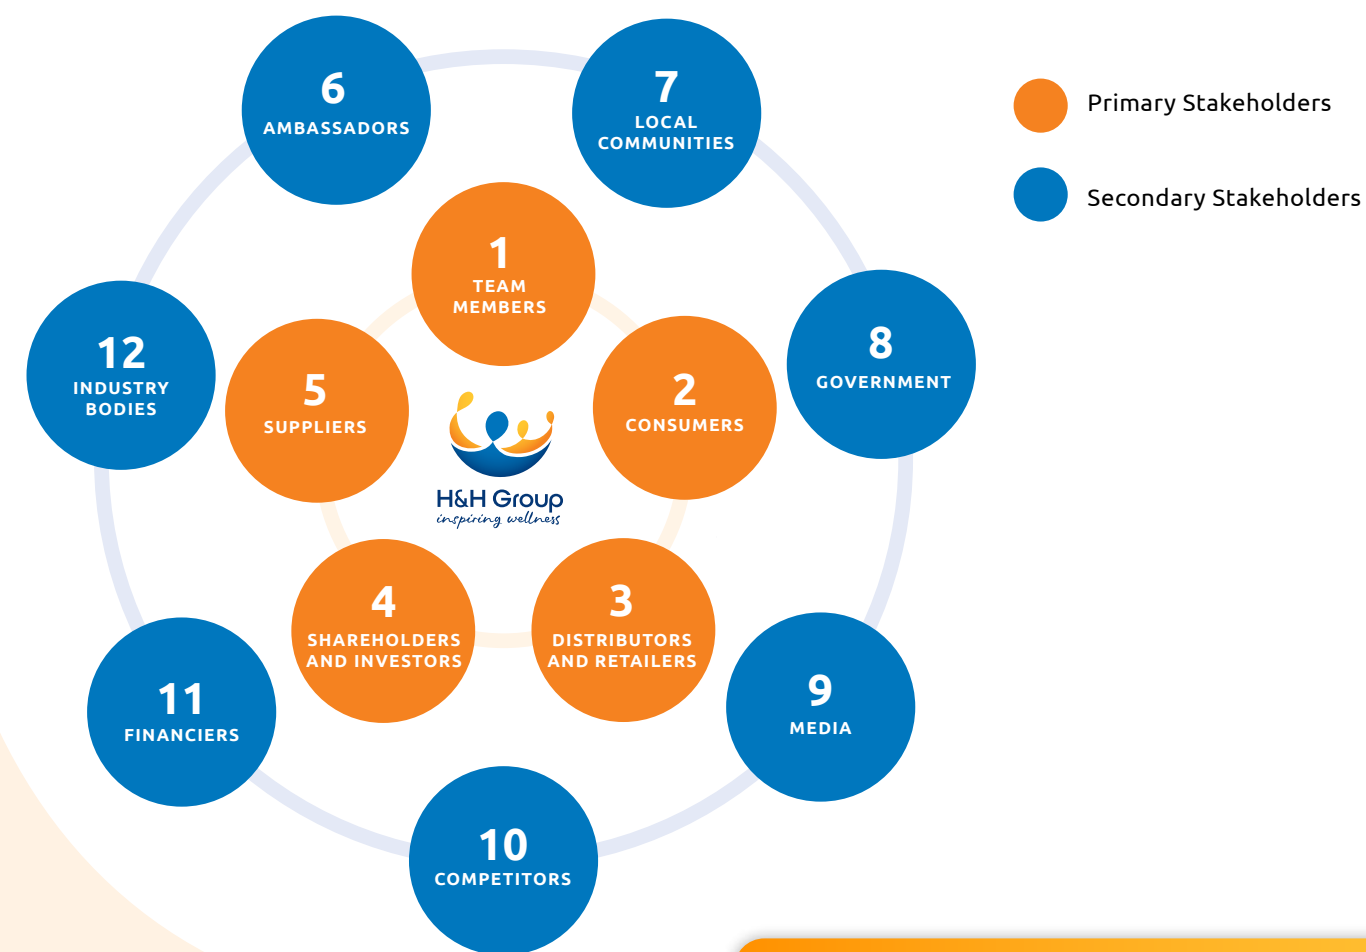 6
AMBASSADORS
7
LOCAL
COMMUNITIES
Primary Stakeholders
Secondary Stakeholders
1
TEAM
MEMBERS
12
INDUSTRY
BODIES
5
SUPPLIERS
2
CONSUMERS
8
GOVERNMENT
H&H Group
inspiring wellness
4
SHAREHOLDERS
AND INVESTORS
3
DISTRIBUTORS
AND RETAILERS
11
FINANCIERS
9
MEDIA
10
COMPETITORS